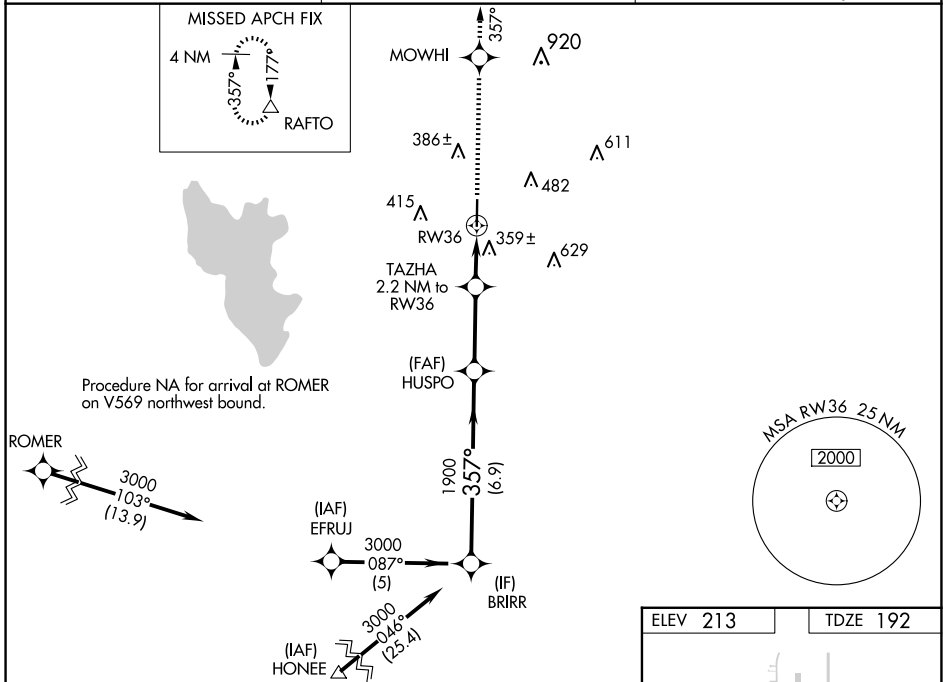 MISSED APCH FIX
4 NM
357°
177°
RAFTO
357°
MOWHI
920
386±
611
482
415
RW36
359±
629
TAZHA
2.2 NM to
RW36
(FAF)
HUSPO
Procedure NA for arrival at ROMER
on V569 northwest bound.
ROMER
3000
103°
(13.9)
1900
357°
(6.9)
MSA RW36 25 NM
2000
(IAF)
EFRUJ
3000
087°
(5)
(IF)
BRIRR
3000
046°
(25.4)
(IAF)
HONEE
ELEV 213
TDZE 192